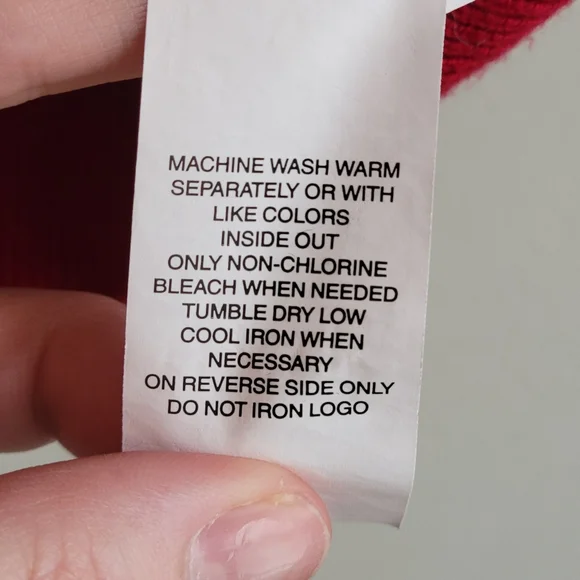 MACHINE WASH WARM
SEPARATELY OR WITH
LIKE COLORS
INSIDE OUT
ONLY NON-CHLORINE
BLEACH WHEN NEEDED
TUMBLE DRY LOW
COOL IRON WHEN
NECESSARY
ON REVERSE SIDE ONLY
DO NOT IRON LOGO